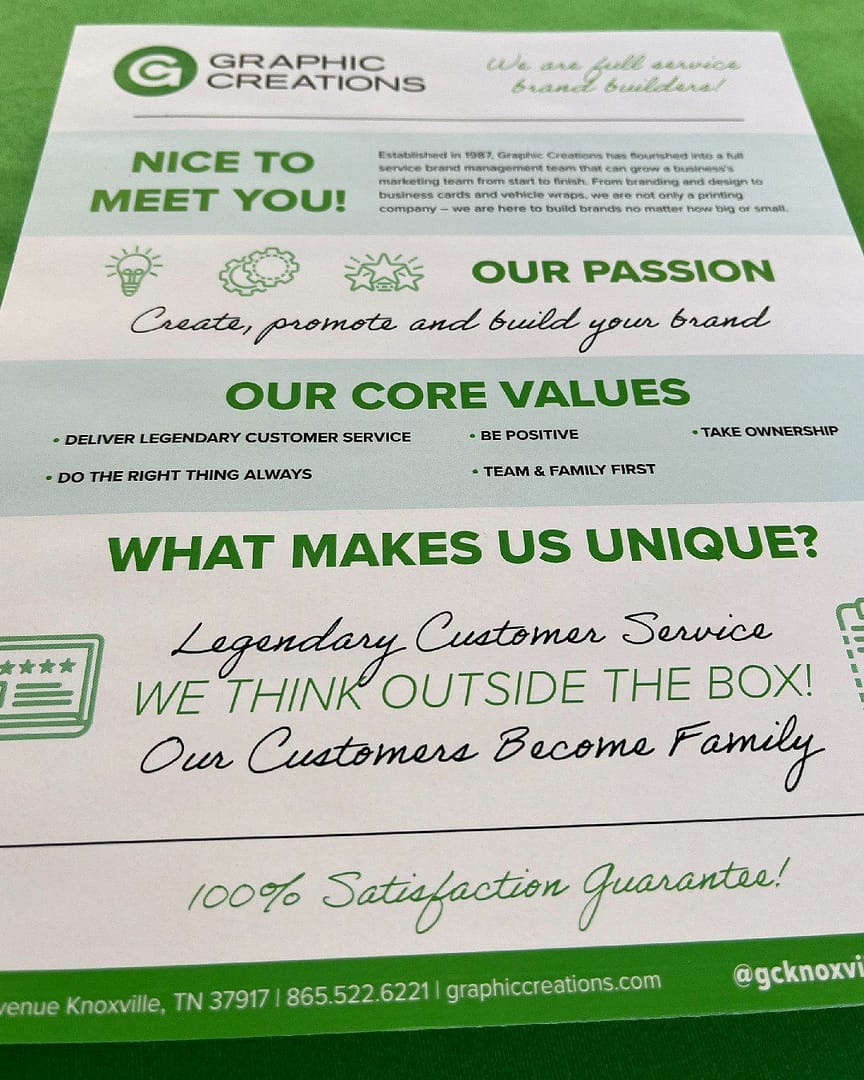 GRAPHIC
CREATIONS
We are full service
brand builders!
NICE TO
MEET YOU!
Established in 1987, Graphic Creations has flourished into a full
service brand management team that can grow a business's
marketing team from start to finish. From branding and design to
business cards and vehicle wraps, we are not only a printing
company – we are here to build brands no matter how big or small.
OUR PASSION
Create, promote and build your brand
OUR CORE VALUES
• DELIVER LEGENDARY CUSTOMER SERVICE
• BE POSITIVE
• TAKE OWNERSHIP
• DO THE RIGHT THING ALWAYS
• TEAM & FAMILY FIRST
WHAT MAKES US UNIQUE?
Legendary Customer Service
WE THINK OUTSIDE THE BOX!
Our Customers Become Family
100% Satisfaction Guarantee!
venue Knoxville, TN 37917 | 865.522.6221 | graphiccreations.com
@gcknoxvi